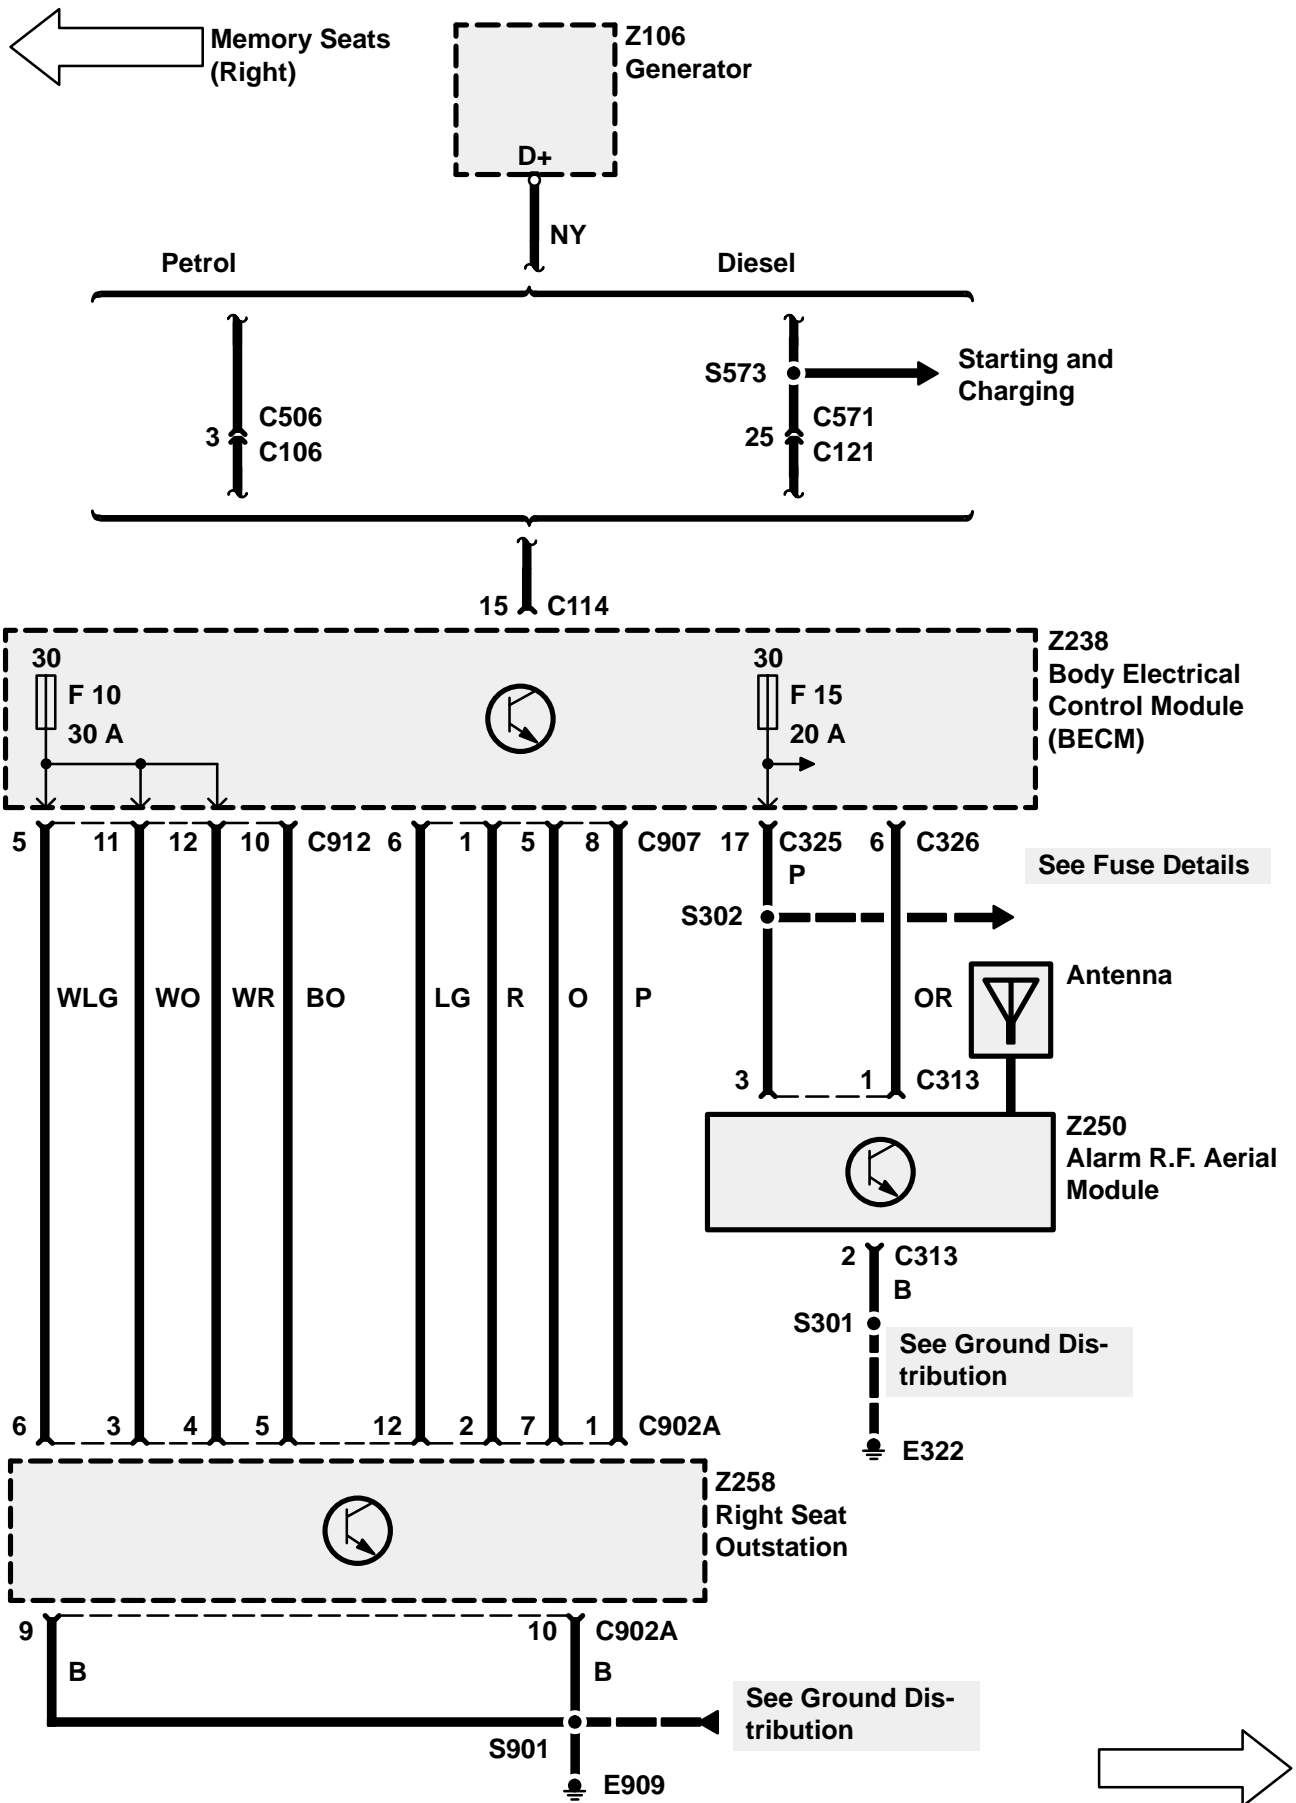 Memory Seats
(Right)
Z106
Generator
D+
NY
Petrol
Diesel
S573
Starting and
Charging
3
C506
C106
25
C571
C121
15
C114
Z238
Body Electrical
Control Module
(BECM)
30
F 10
30 A
30
F 15
20 A
5
11
12
10
C912
6
1
5
8
C907
17
C325
6
C326
P
See Fuse Details
S302
WLG
WO
WR
BO
LG
R
O
P
OR
Antenna
3
1
C313
Z250
Alarm R.F. Aerial
Module
2
C313
B
S301
See Ground Dis-
tribution
E322
6
3
4
5
12
2
7
1
C902A
Z258
Right Seat
Outstation
9
10
C902A
B
B
See Ground Dis-
tribution
S901
E909